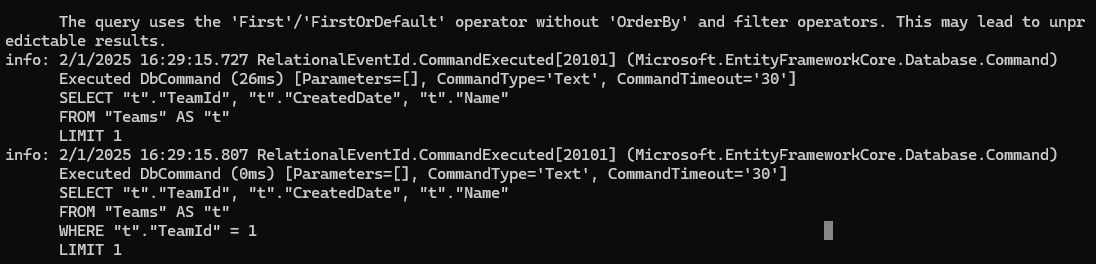 The query uses the 'First'/'FirstOrDefault' operator without 'OrderBy' and filter operators. This may lead to unpr
edictable results.
info: 2/1/2025 16:29:15.727 RelationalEventId.CommandExecuted[20101] (Microsoft.EntityFrameworkCore.Database.Command)
Executed DbCommand (26ms) [Parameters=[], CommandType='Text', CommandTimeout='30']
SELECT "t"."TeamId", "t"."CreatedDate", "t"."Name"
FROM "Teams" AS "t"
LIMIT 1
info: 2/1/2025 16:29:15.807 RelationalEventId.CommandExecuted[20101] (Microsoft.EntityFrameworkCore.Database.Command)
Executed DbCommand (0ms) [Parameters=[], CommandType='Text', CommandTimeout='30']
SELECT "t"."TeamId", "t"."CreatedDate", "t"."Name"
FROM "Teams" AS "t"
WHERE "t"."TeamId" = 1
LIMIT 1